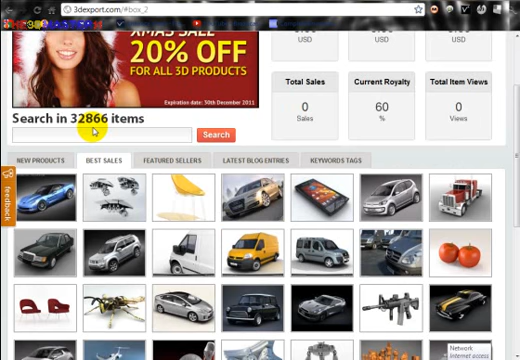 3dexport.com/#box_2
XMAS SALE
20% OFF
FOR ALL 3D PRODUCTS
Expiration date: 30th December 2011
USD
USD
Total Sales
Current Royalty
Total Item Views
0
Sales
60
%
0
Views
Search in 32866 items
Search
NEW PRODUCTS
BEST SALES
FEATURED SELLERS
LATEST BLOG ENTRIES
KEYWORDS TAGS
feedback
Network
Internet access